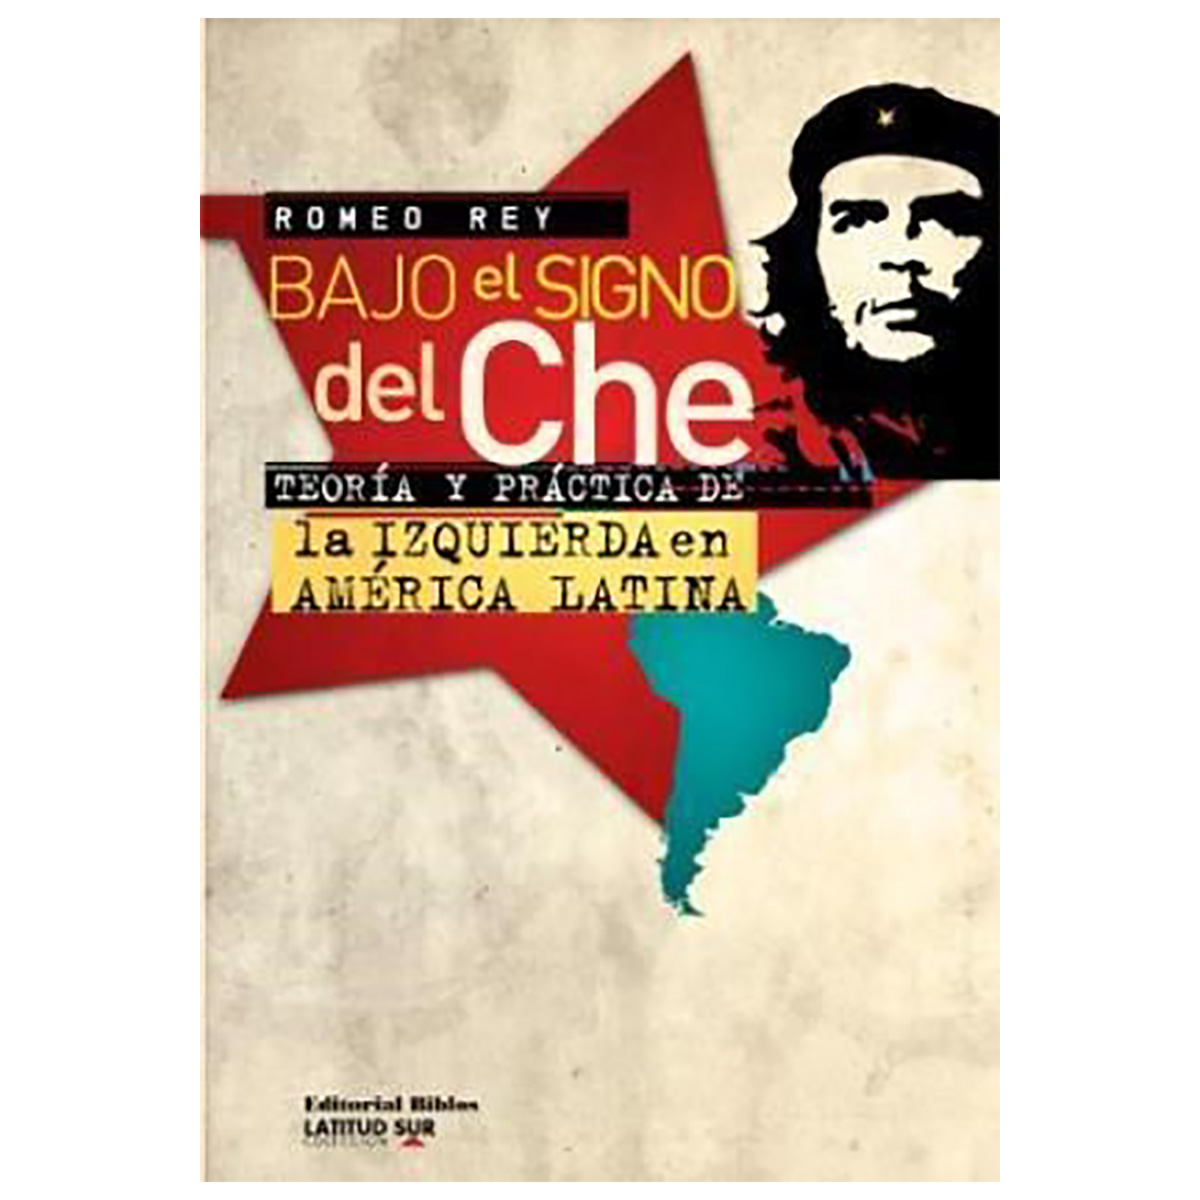 ROMEO REY
BAJO el SIGNO
del Che
TEORÍA Y PRÁCTICA DE
la IZQUIERDA en
AMÉRICA LATINA
Editorial Biblos
LATITUD SUR